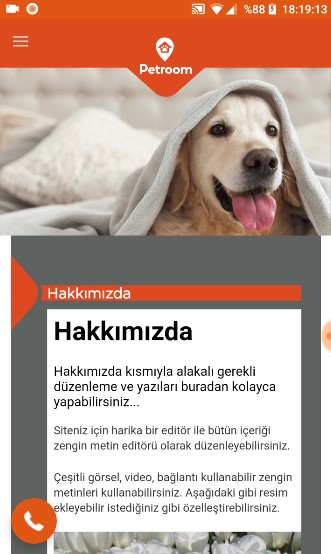 %88 18:19:13
Petroom
Hakkımızda
Hakkımızda
Hakkımızda kısmıyla alakalı gerekli
düzenleme ve yazıları buradan kolayca
yapabilirsiniz...
Siteniz için harika bir editör ile bütün içeriği
zengin metin editörü olarak düzenleyebilirsiniz.
Çeşitli görsel, video, bağlantı kullanabilir zengin
metinleri kullanabilirsiniz. Aşağıdaki gibi resim
ekleyebilir istediğiniz gibi özelleştirebilirsiniz.